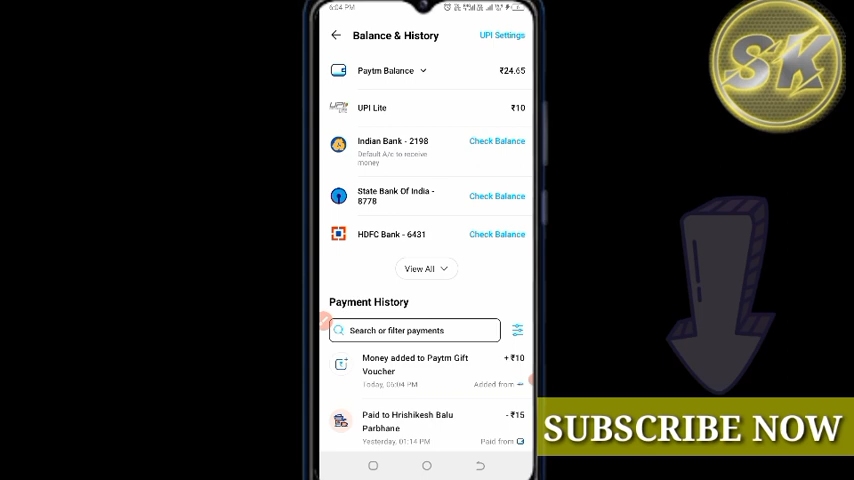 6:04 PM
Balance & History
UPI Settings
Paytm Balance
₹24.65
UPI Lite
₹10
Indian Bank - 2198
Check Balance
Default A/c to receive
money
State Bank Of India -
8778
Check Balance
HDFC Bank - 6431
Check Balance
View All
Payment History
Search or filter payments
Money added to Paytm Gift
Voucher
+ ₹10
Today, 06:04 PM
Added from
Paid to Hrishikesh Balu
Parbhane
- ₹15
Yesterday, 01:14 PM
Paid from
SK
SUBSCRIBE NOW